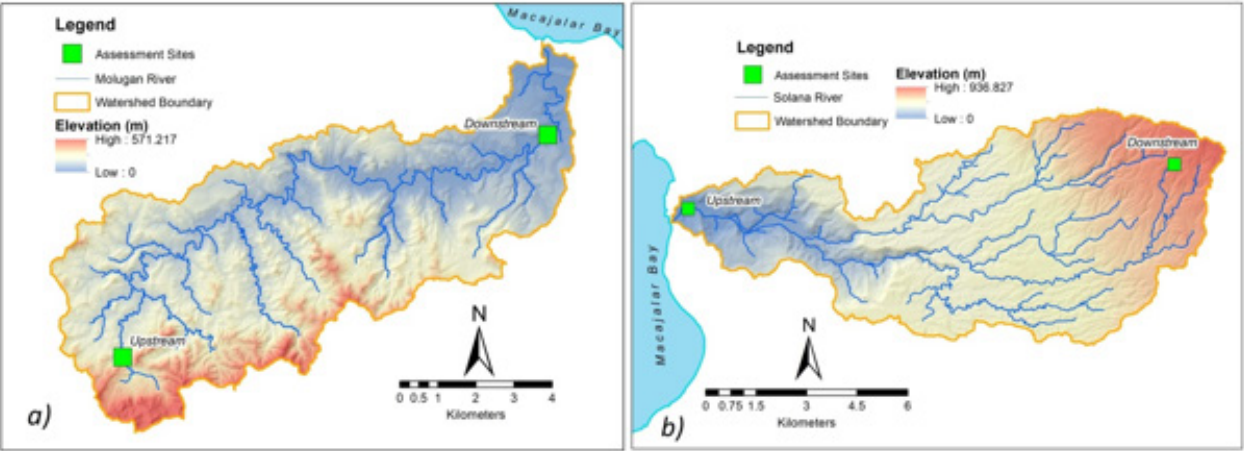 Macajalar Bay
Legend
Assessment Sites
Molugan River
Watershed Boundary
Elevation (m)
High : 571.217
Low : 0
Downstream
Upstream
N
0 0.5 1 2 3 4
Kilometers
a)
Legend
Assessment Sites
Solana River
Watershed Boundary
Elevation (m)
High : 936.827
Low : 0
Downstream
Upstream
Macajalar Bay
N
0 0.75 1.5 3 4.5 6
Kilometers
b)